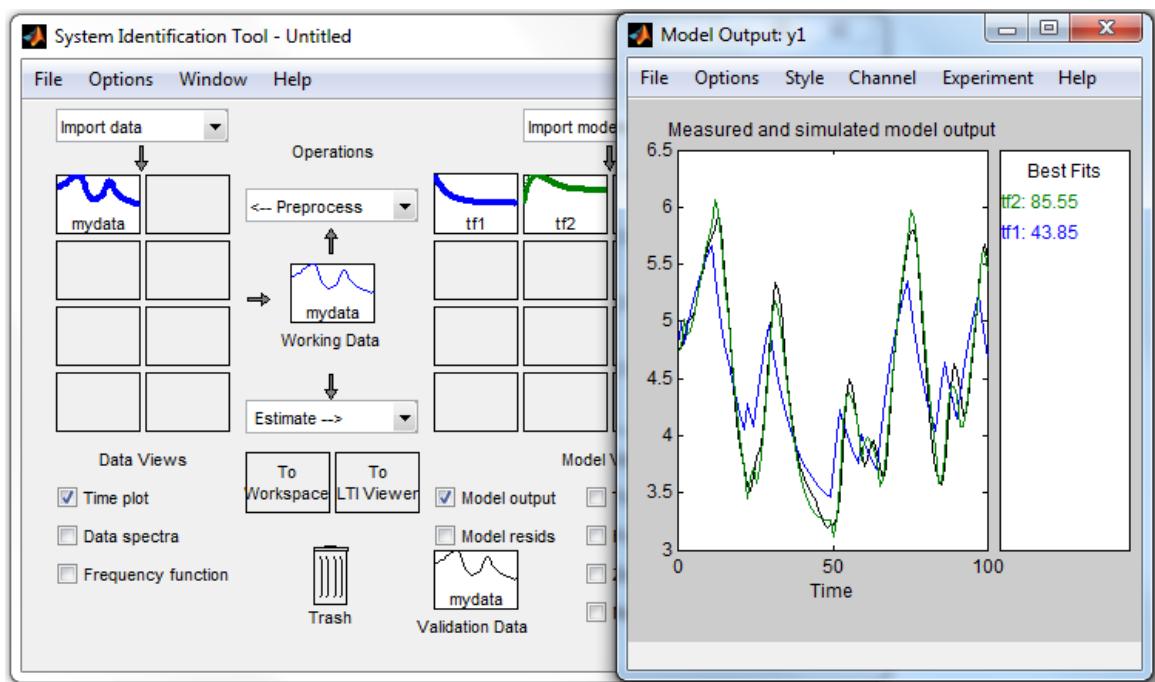 System Identification Tool - Untitled
File Options Window Help
Import data
Import mode
Operations
mydata
<-- Preprocess
tf1
tf2
mydata
Working Data
Estimate -->
Data Views
To Workspace
To LTI Viewer
Model V
Time plot
Data spectra
Frequency function
Model output
Model resids
Trash
mydata
Validation Data
Model Output: y1
File Options Style Channel Experiment Help
Measured and simulated model output
6.5
6
5.5
5
4.5
4
3.5
3
0 50 100
Time
Best Fits
tf2: 85.55
tf1: 43.85